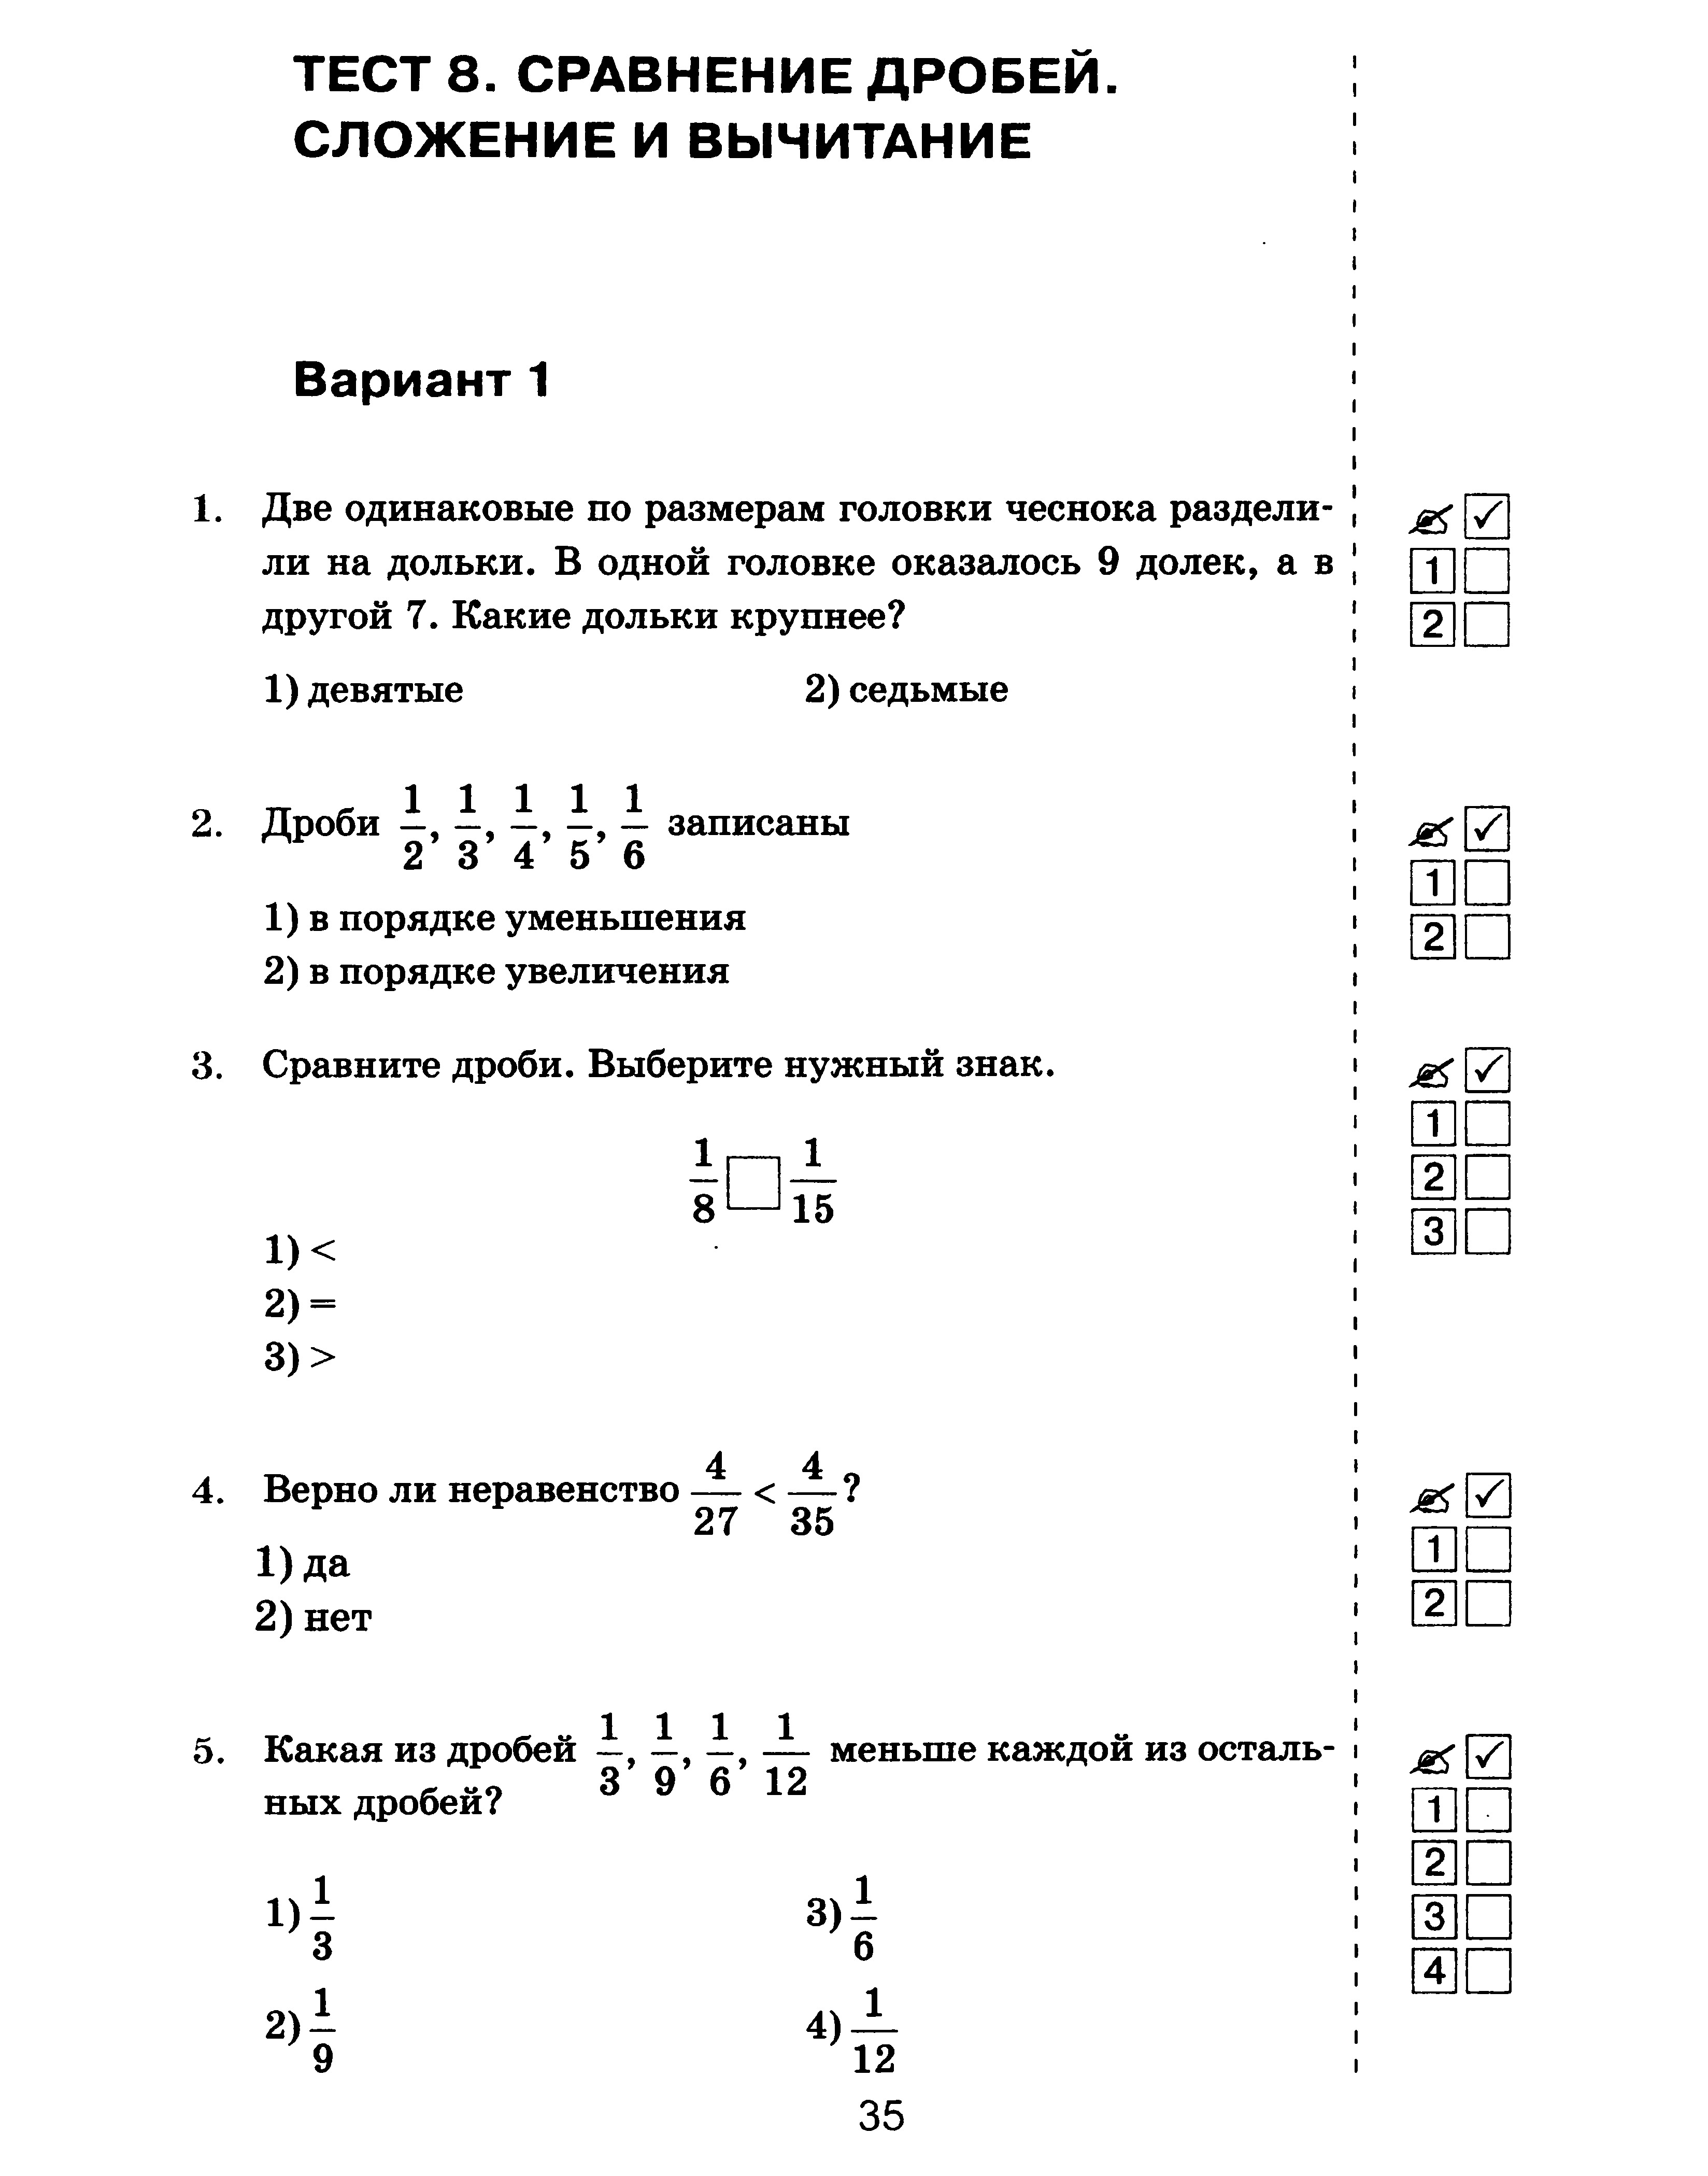 ТЕСТ 8. СРАВНЕНИЕ ДРОБЕЙ.
СЛОЖЕНИЕ И ВЫЧИТАНИЕ
Вариант 1
1. Две одинаковые по размерам головки чеснока раздели-
ли на дольки. В одной головке оказалось 9 долек, а в
другой 7. Какие дольки крупнее?
1) девятые 2) седьмые
✓
1
2
2. Дроби 1/2, 1/3, 1/4, 1/5, 1/6 записаны
1) в порядке уменьшения
2) в порядке увеличения
✓
1
2
3. Сравните дроби. Выберите нужный знак.
1/8 □ 1/15
1) <
2) =
3) >
✓
1
2
3
4. Верно ли неравенство 4/27 < 4/35?
1) да
2) нет
✓
1
2
5. Какая из дробей 1/3, 1/9, 1/6, 1/12 меньше каждой из осталь-
ных дробей?
1) 1/3 3) 1/6
2) 1/9 4) 1/12
✓
1
2
3
4
35